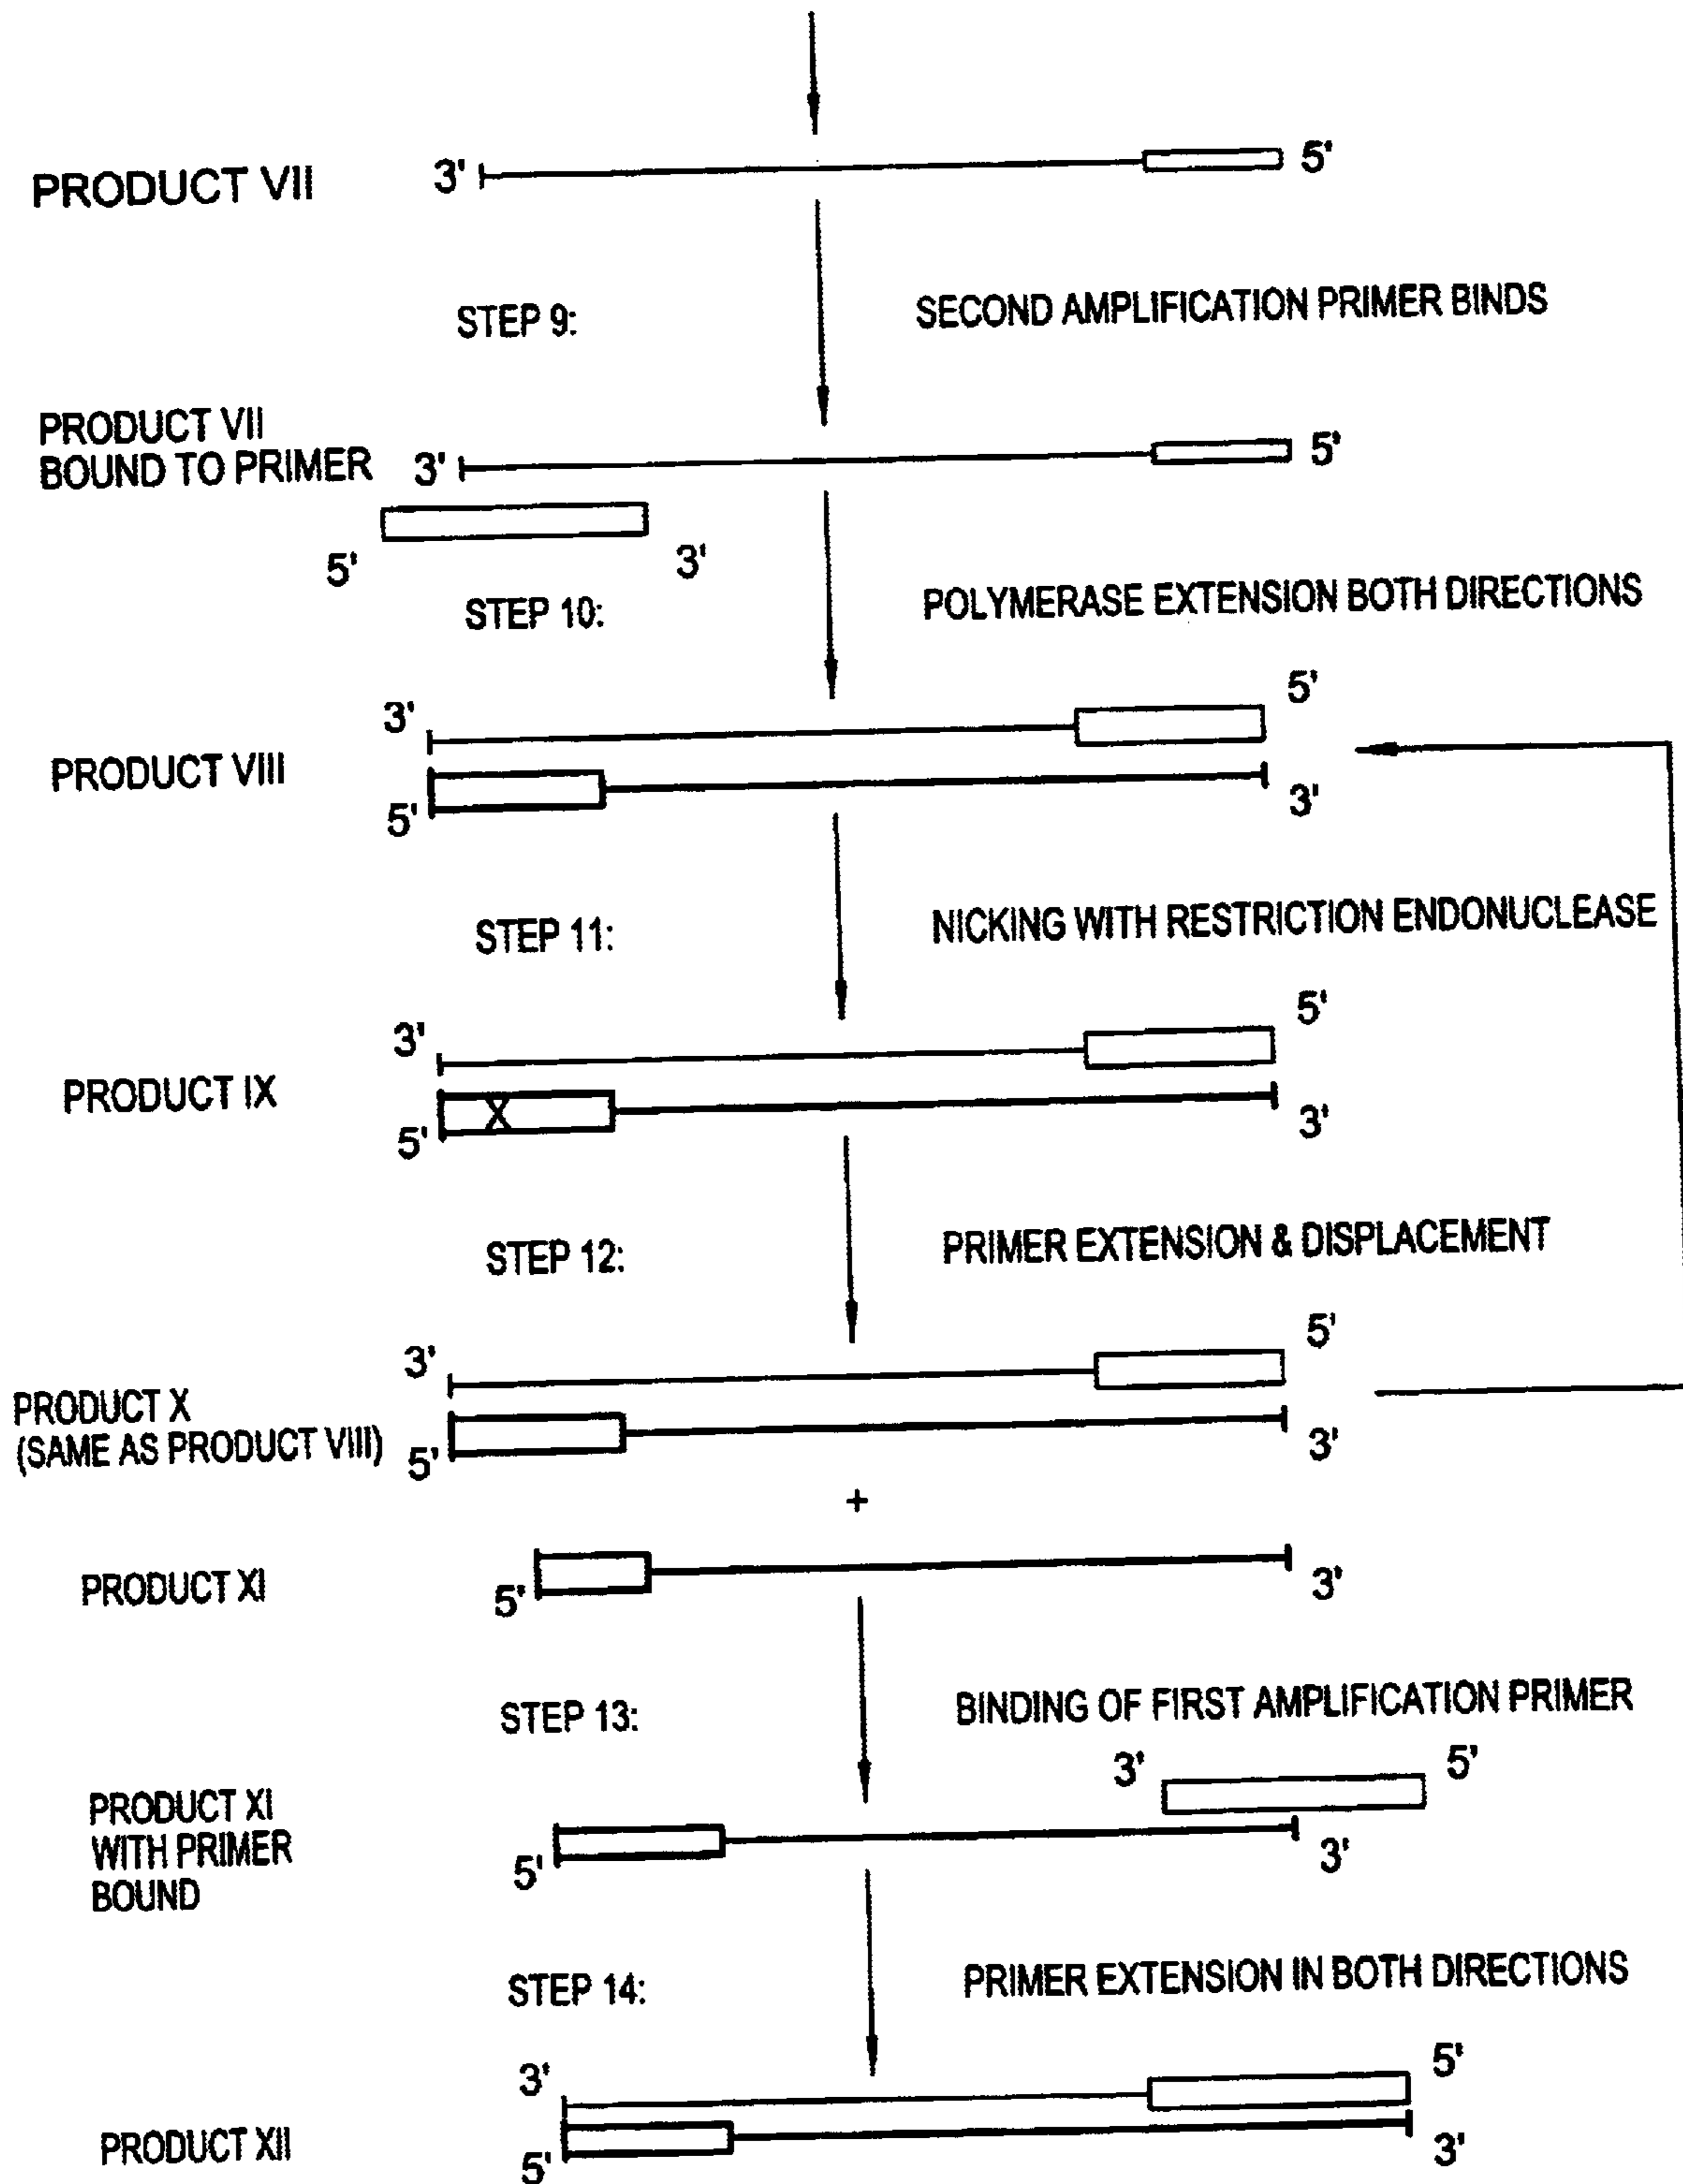 PRODUCT VII 3' 5'
STEP 9: SECOND AMPLIFICATION PRIMER BINDS
PRODUCT VII
BOUND TO PRIMER 3' 5'
5' 3'
STEP 10: POLYMERASE EXTENSION BOTH DIRECTIONS
3' 5'
PRODUCT VIII
5' 3'
STEP 11: NICKING WITH RESTRICTION ENDONUCLEASE
3' 5'
PRODUCT IX X
5' 3'
STEP 12: PRIMER EXTENSION & DISPLACEMENT
3' 5'
PRODUCT X
(SAME AS PRODUCT VIII) 5' 3'
+
PRODUCT XI 5' 3'
STEP 13: BINDING OF FIRST AMPLIFICATION PRIMER
3' 5'
PRODUCT XI
WITH PRIMER 5' 3'
BOUND
STEP 14: PRIMER EXTENSION IN BOTH DIRECTIONS
3' 5'
PRODUCT XII 5' 3'